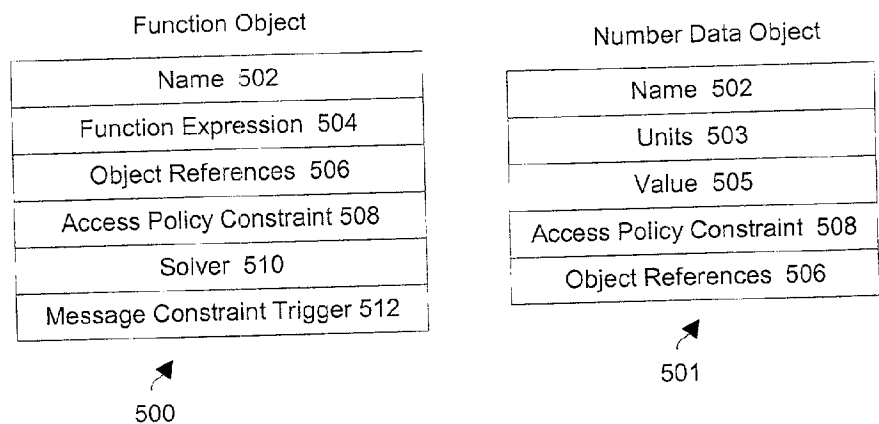 Function Object
Name 502
Function Expression 504
Object References 506
Access Policy Constraint 508
Solver 510
Message Constraint Trigger 512
500
Number Data Object
Name 502
Units 503
Value 505
Access Policy Constraint 508
Object References 506
501